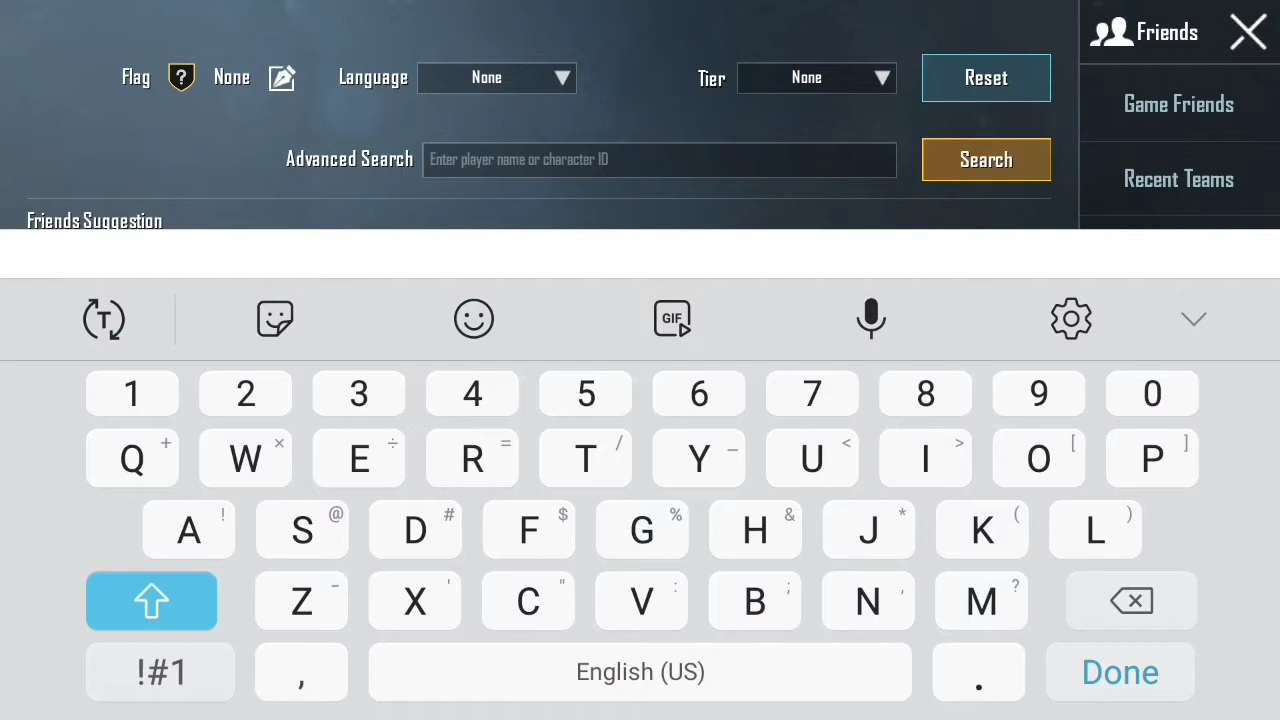 Friends
Flag ? None Language None Tier None Reset
Game Friends
Advanced Search Enter player name or character ID Search
Recent Teams
Friends Suggestion
T GIF
1 2 3 4 5 6 7 8 9 0
Q + W × E ÷ R = T / Y _ U < I > O [ P ]
A ! S @ D # F $ G % H & J * K ( L )
Z - X ' C " V : B ; N , M ?
!#1 , English (US) . Done